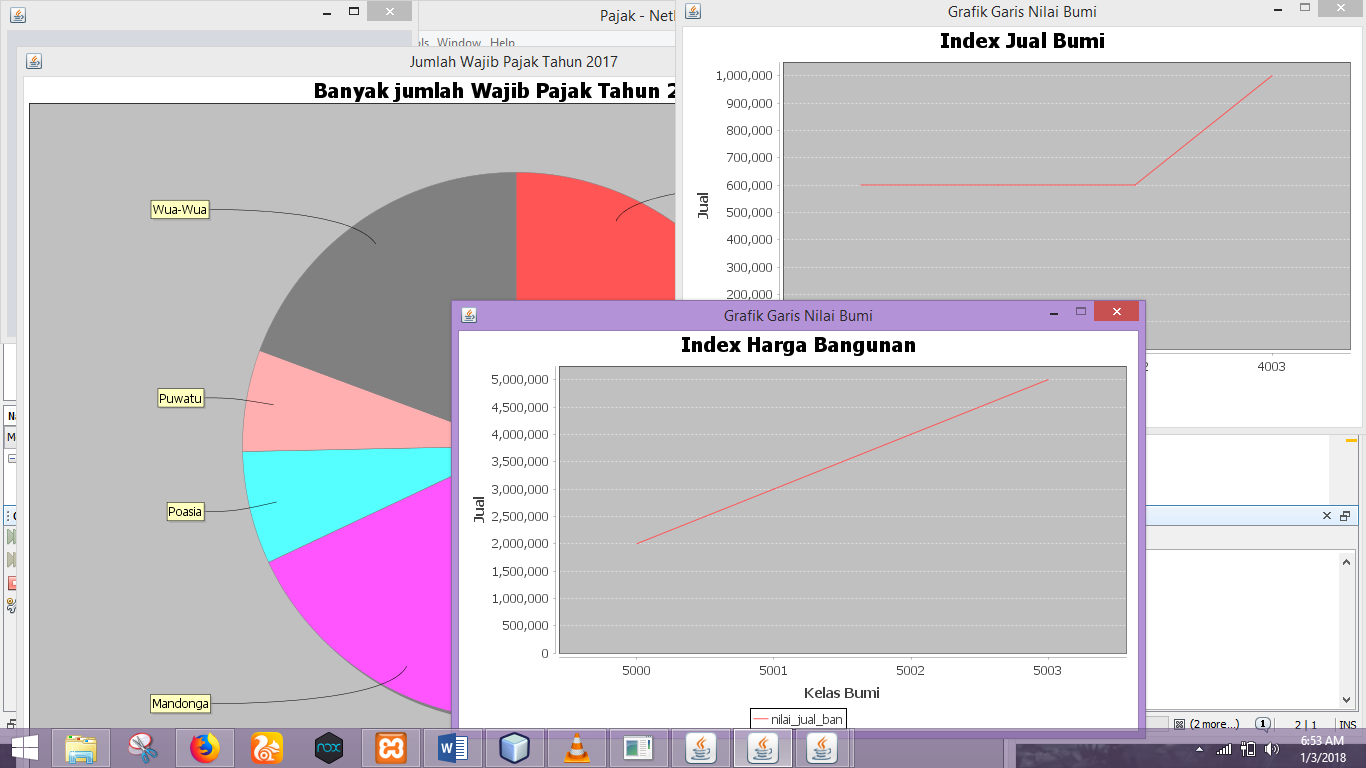 Pajak - Netl
ols Window Help
Jumlah Wajib Pajak Tahun 2017
Banyak jumlah Wajib Pajak Tahun 2
Wua-Wua
Puwatu
Poasia
Mandonga
Grafik Garis Nilai Bumi
Index Jual Bumi
Jual
1,000,000
900,000
800,000
700,000
600,000
500,000
400,000
300,000
200,000
2
4003
Grafik Garis Nilai Bumi
Index Harga Bangunan
Jual
5,000,000
4,500,000
4,000,000
3,500,000
3,000,000
2,500,000
2,000,000
1,500,000
1,000,000
500,000
0
5000 5001 5002 5003
Kelas Bumi
nilai_jual_ban
(2 more...) 2 | 1 INS
nox
W
6:53 AM
1/3/2018